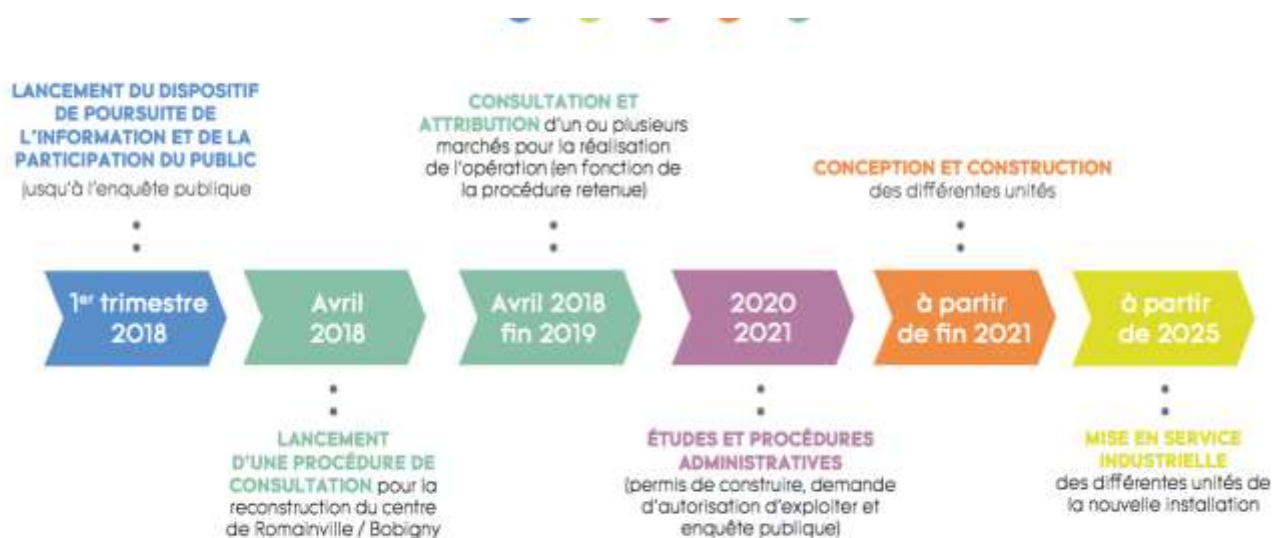 LANCEMENT DU DISPOSITIF
DE POURSUITE DE
L'INFORMATION ET DE LA
PARTICIPATION DU PUBLIC
jusqu'à l'enquête publique
1er trimestre
2018
Avril
2018
LANCEMENT
D'UNE PROCÉDURE DE
CONSULTATION pour la
reconstruction du centre
de Romainville / Bobigny
CONSULTATION ET
ATTRIBUTION d'un ou plusieurs
marchés pour la réalisation
de l'opération (en fonction de
la procédure retenue)
Avril 2018
fin 2019
2020
2021
ÉTUDES ET PROCÉDURES
ADMINISTRATIVES
(permis de construire, demande
d'autorisation d'exploiter et
enquête publique)
CONCEPTION ET CONSTRUCTION
des différentes unités
à partir
de fin 2021
à partir
de 2025
MISE EN SERVICE
INDUSTRIELLE
des différentes unités de
la nouvelle installation